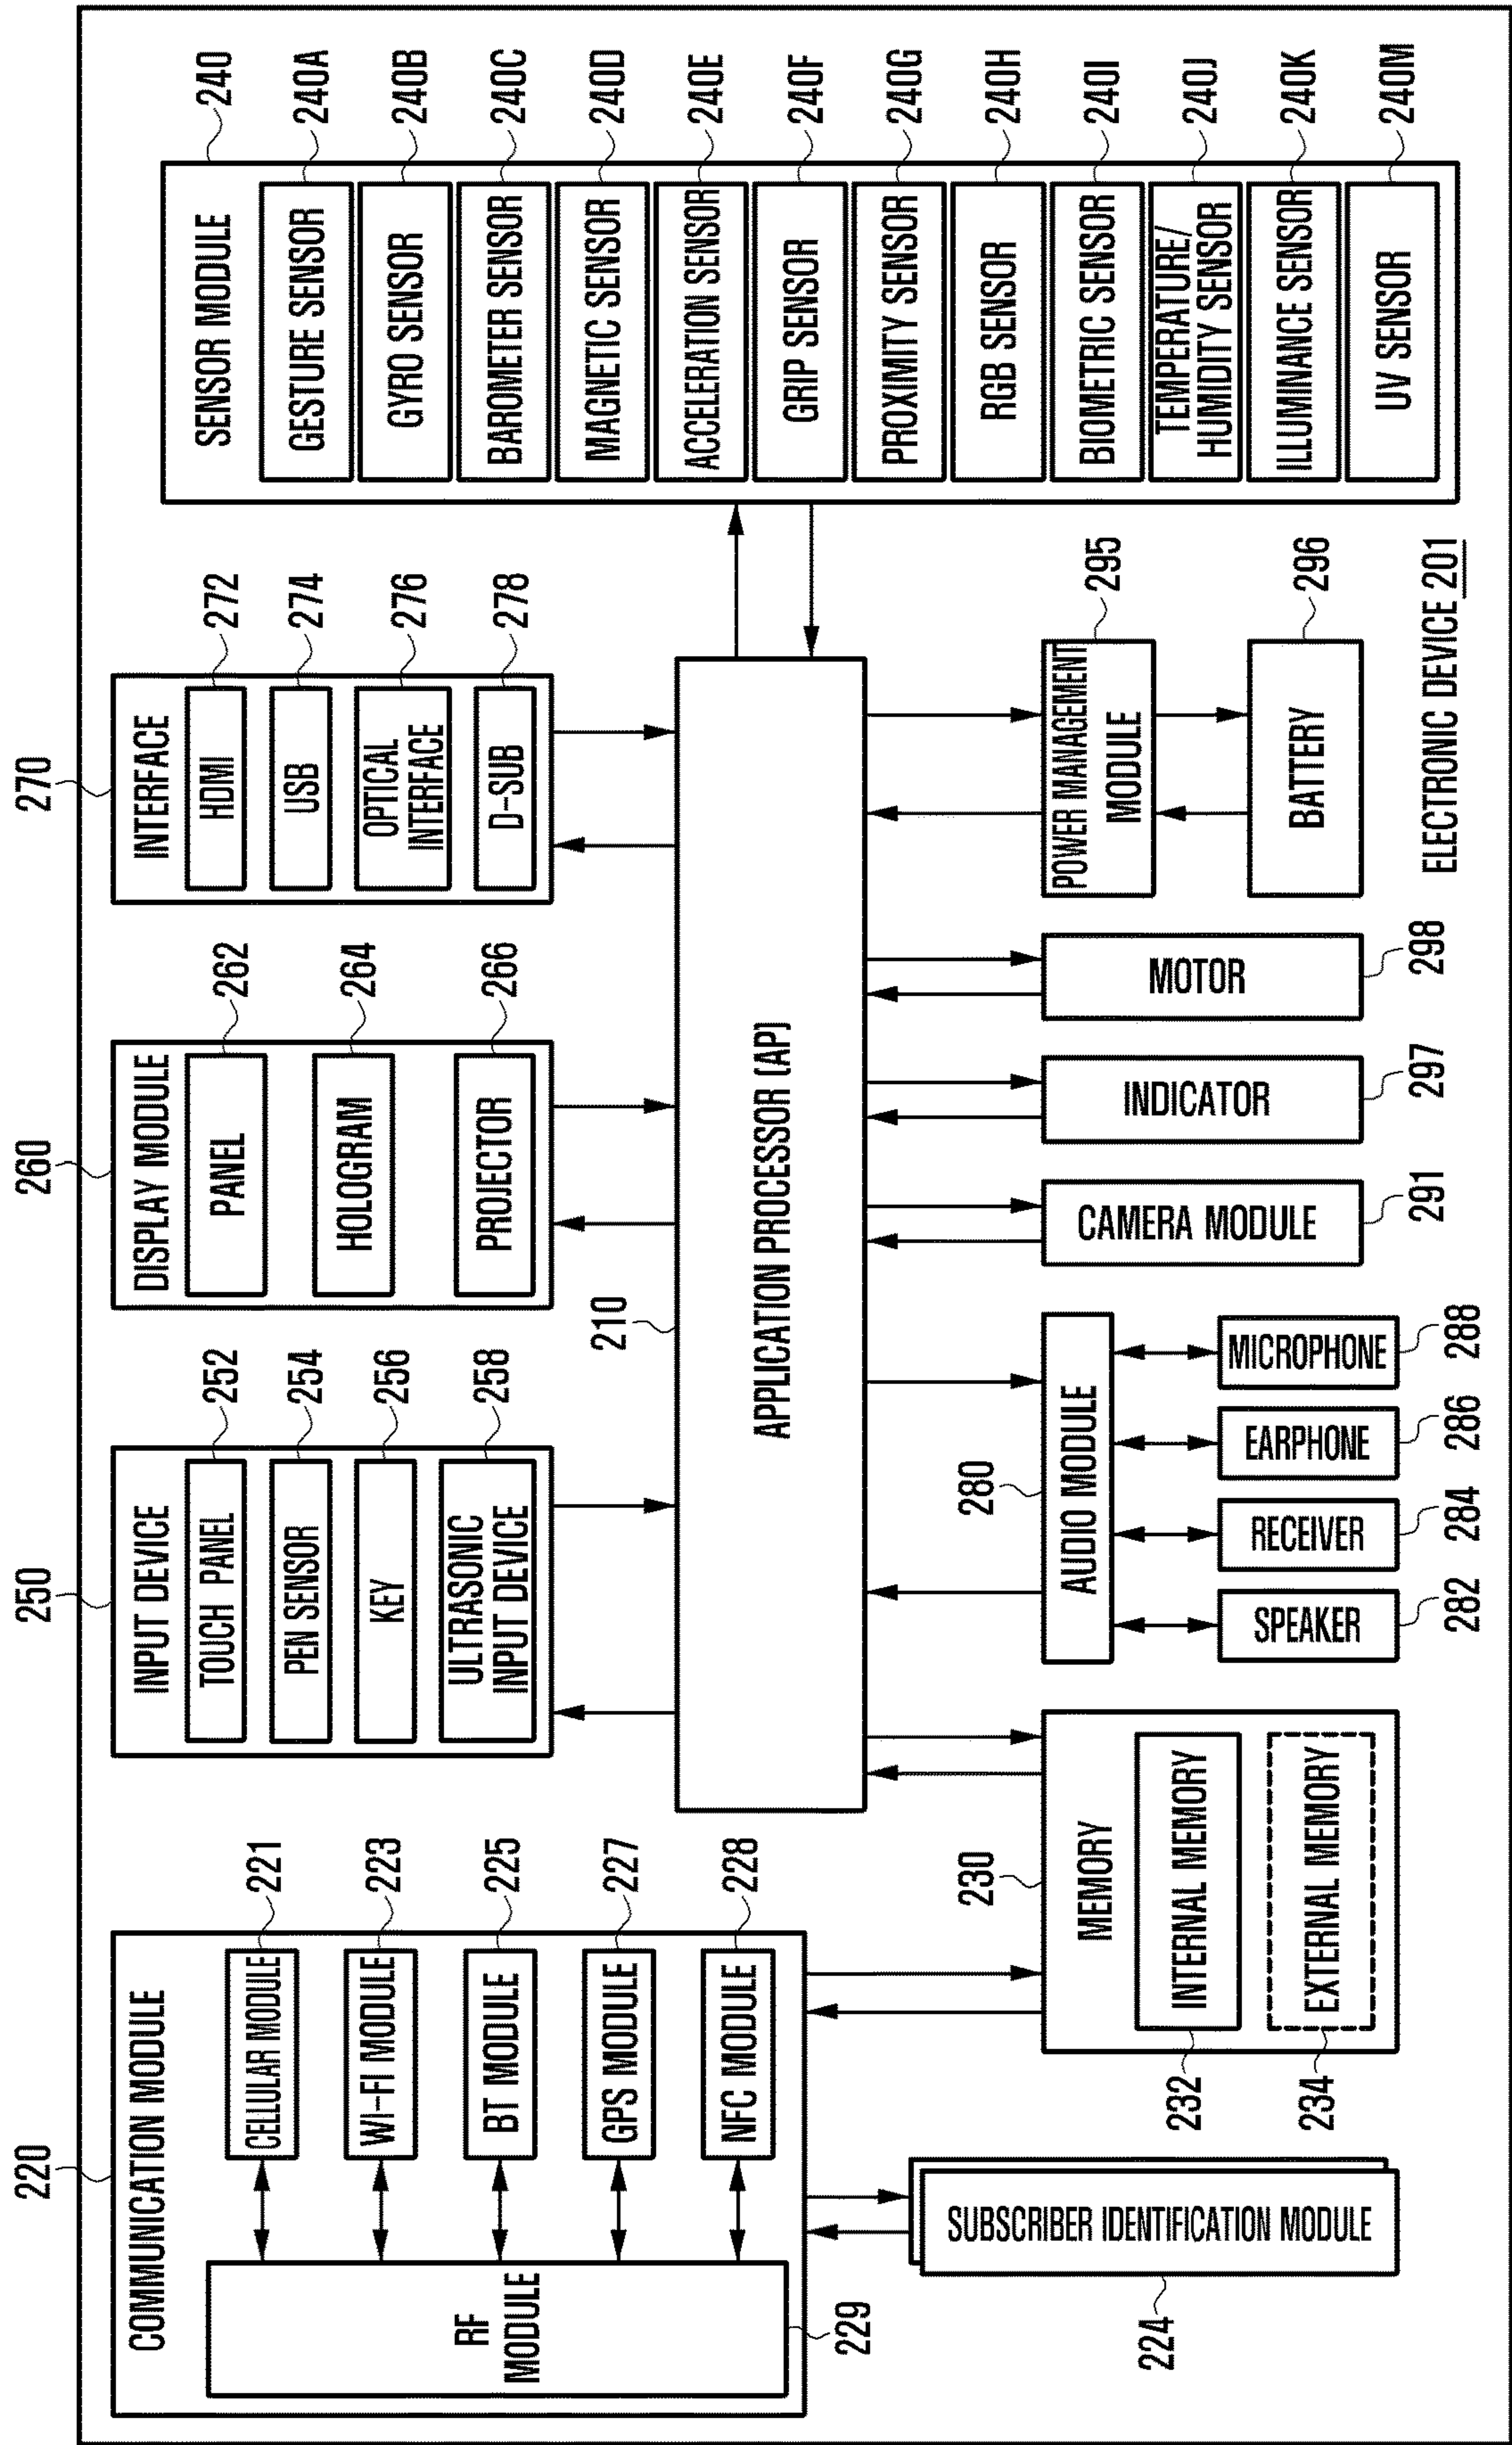 220
COMMUNICATION MODULE
RF
MODULE
229
CELLULAR MODULE
221
WI-FI MODULE
223
BT MODULE
225
GPS MODULE
227
NFC MODULE
228
250
INPUT DEVICE
TOUCH PANEL
252
PEN SENSOR
254
KEY
256
ULTRASONIC
INPUT DEVICE
258
260
DISPLAY MODULE
PANEL
262
HOLOGRAM
264
PROJECTOR
266
270
INTERFACE
HDMI
272
USB
274
OPTICAL
INTERFACE
276
D-SUB
278
240
SENSOR MODULE
GESTURE SENSOR
240A
GYRO SENSOR
240B
BAROMETER SENSOR
240C
MAGNETIC SENSOR
240D
ACCELERATION SENSOR
240E
GRIP SENSOR
240F
PROXIMITY SENSOR
240G
RGB SENSOR
240H
BIOMETRIC SENSOR
240I
TEMPERATURE/
HUMIDITY SENSOR
240J
ILLUMINANCE SENSOR
240K
UV SENSOR
240M
210
APPLICATION PROCESSOR (AP)
SUBSCRIBER IDENTIFICATION MODULE
224
230
MEMORY
INTERNAL MEMORY
232
EXTERNAL MEMORY
234
280
AUDIO MODULE
SPEAKER
282
RECEIVER
284
EARPHONE
286
MICROPHONE
288
CAMERA MODULE
291
INDICATOR
297
MOTOR
298
POWER MANAGEMENT
MODULE
295
BATTERY
296
ELECTRONIC DEVICE 201